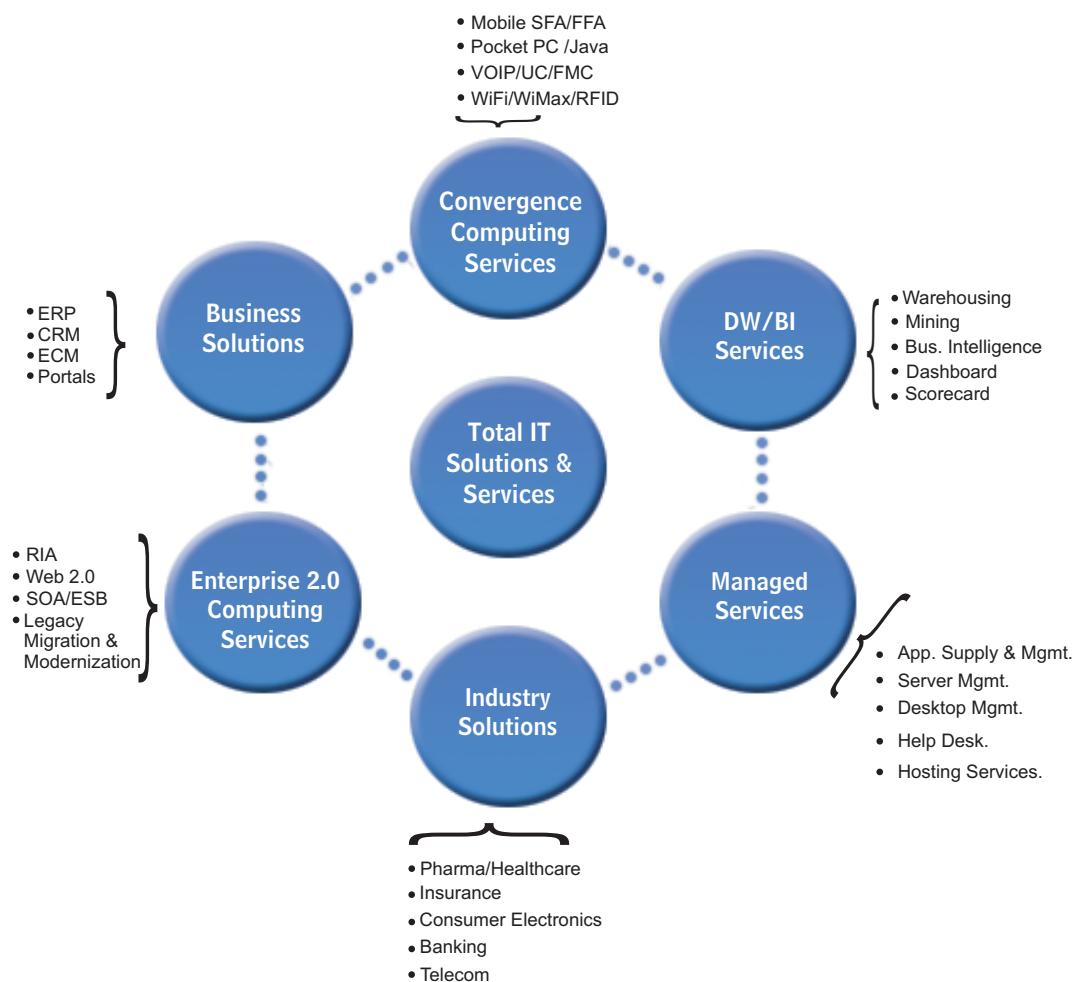 • Mobile SFA/FFA
• Pocket PC /Java
• VOIP/UC/FMC
• WiFi/WiMax/RFID
Convergence
Computing
Services
Business
Solutions
• ERP
• CRM
• ECM
• Portals
DW/BI
Services
• Warehousing
• Mining
• Bus. Intelligence
• Dashboard
• Scorecard
Total IT
Solutions &
Services
Enterprise 2.0
Computing
Services
• RIA
• Web 2.0
• SOA/ESB
• Legacy
Migration &
Modernization
Managed
Services
• App. Supply & Mgmt.
• Server Mgmt.
• Desktop Mgmt.
• Help Desk.
• Hosting Services.
Industry
Solutions
• Pharma/Healthcare
• Insurance
• Consumer Electronics
• Banking
• Telecom